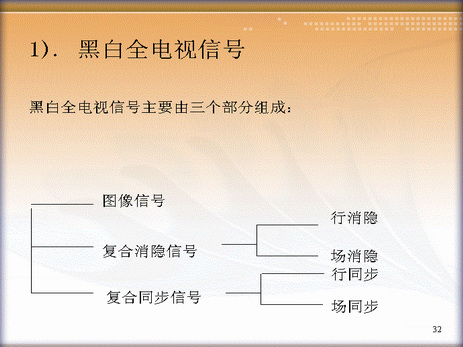 1). 黑白全电视信号
黑白全电视信号主要由三个部分组成：
图像信号
行消隐
复合消隐信号
场消隐
行同步
复合同步信号
场同步
32